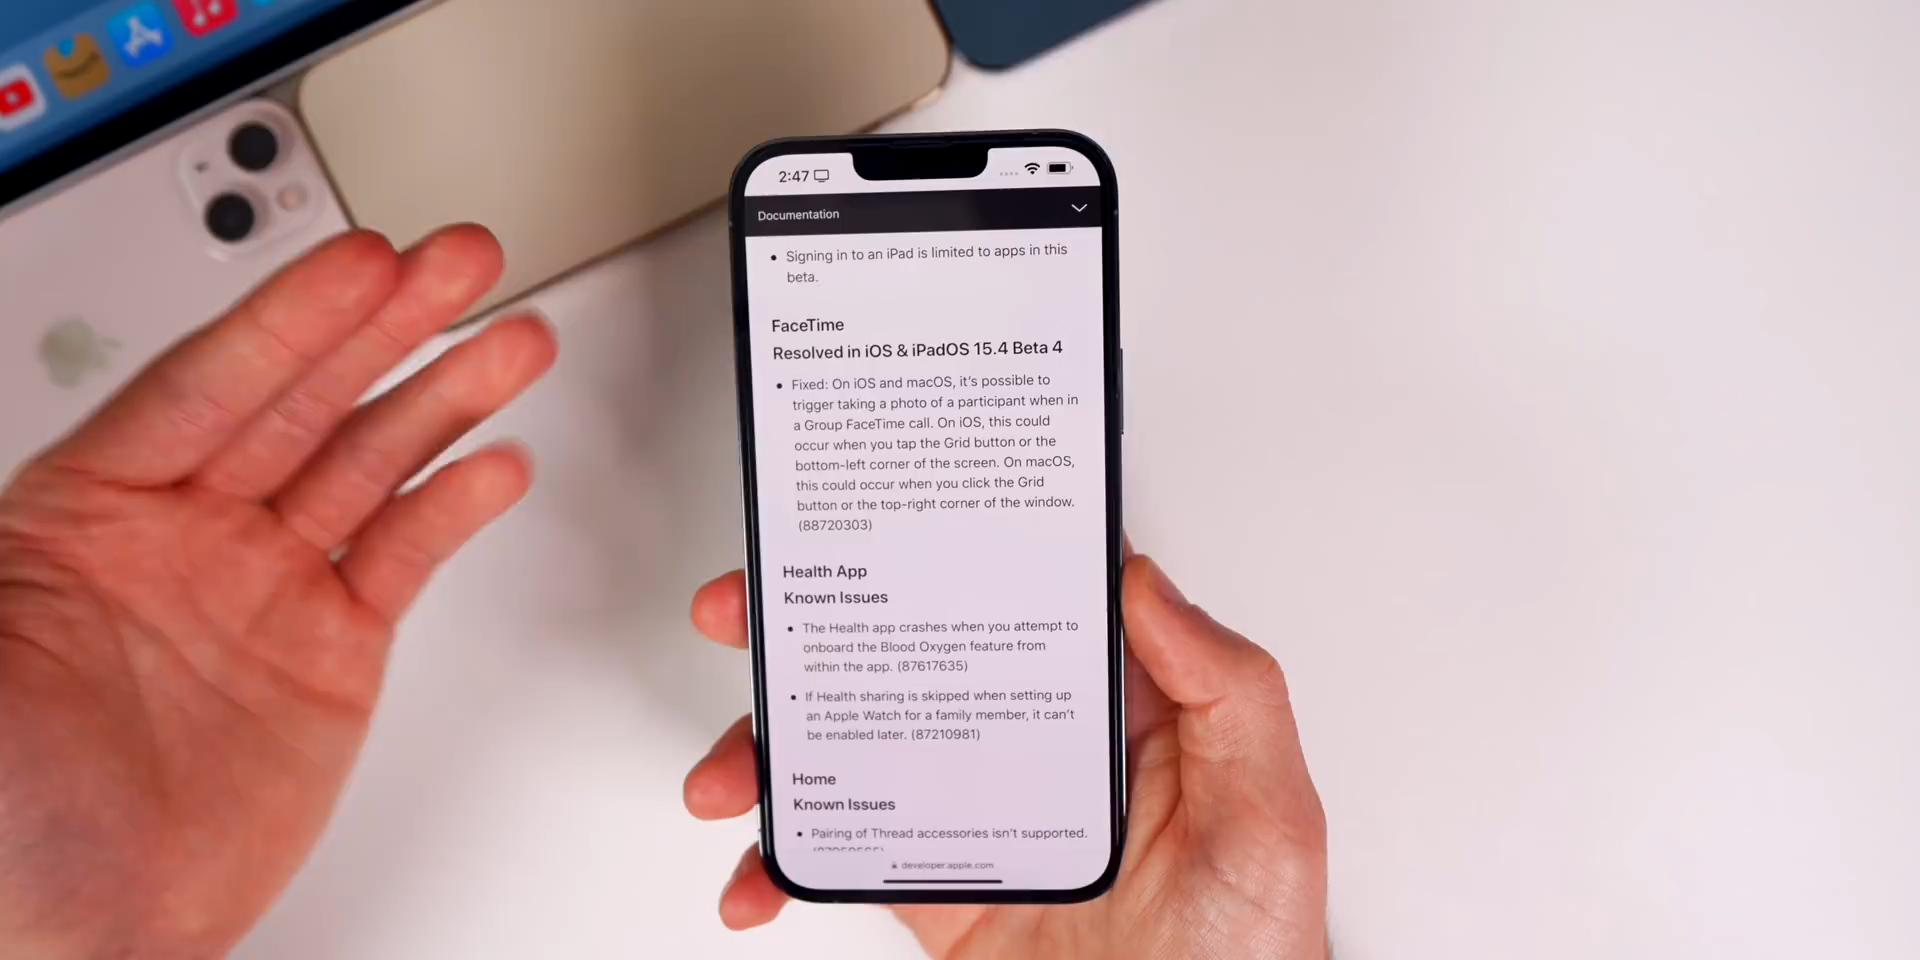 2:47
Documentation
• Signing in to an iPad is limited to apps in this
beta.
FaceTime
Resolved in iOS & iPadOS 15.4 Beta 4
• Fixed: On iOS and macOS, it's possible to
trigger taking a photo of a participant when in
a Group FaceTime call. On iOS, this could
occur when you tap the Grid button or the
bottom-left corner of the screen. On macOS,
this could occur when you click the Grid
button or the top-right corner of the window.
(88720303)
Health App
Known Issues
• The Health app crashes when you attempt to
onboard the Blood Oxygen feature from
within the app. (87617635)
• If Health sharing is skipped when setting up
an Apple Watch for a family member, it can't
be enabled later. (87210981)
Home
Known Issues
• Pairing of Thread accessories isn't supported.
developer.apple.com